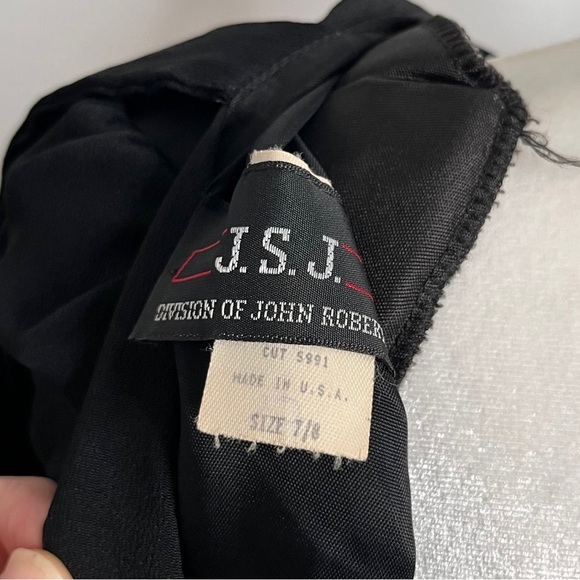 J.S.J.
DIVISION OF JOHN ROBERT
CUT 5991
MADE IN U.S.A.
SIZE 7/8